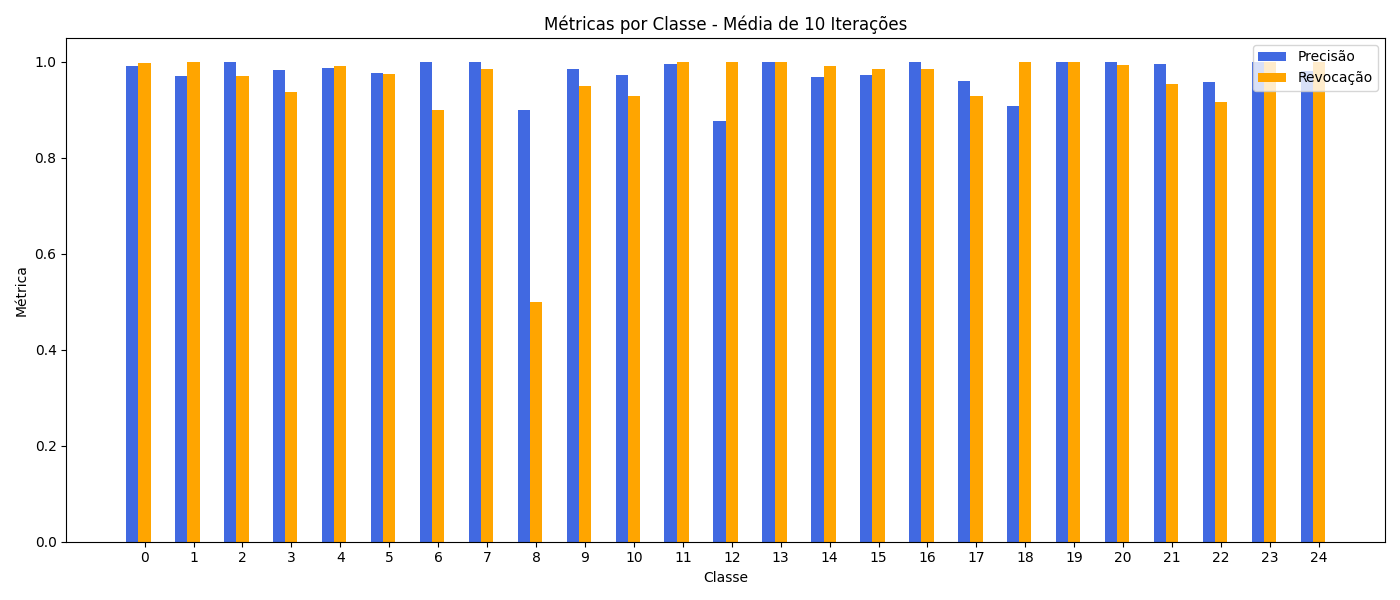 Métricas por Classe - Média de 10 Iterações
Precisão
Revocação
Métrica
1.0
0.8
0.6
0.4
0.2
0.0
0 1 2 3 4 5 6 7 8 9 10 11 12 13 14 15 16 17 18 19 20 21 22 23 24
Classe